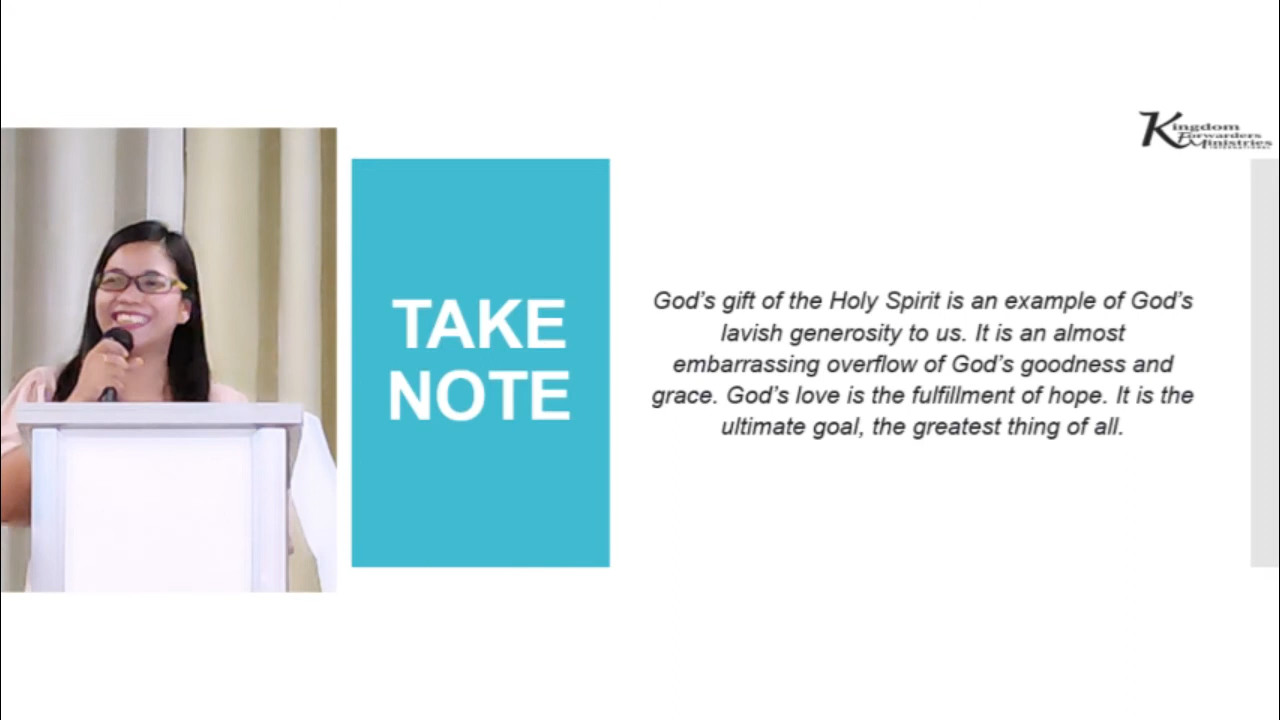 Kingdom
Forwarders
Ministries
INTERNATIONAL
TAKE
NOTE
God’s gift of the Holy Spirit is an example of God’s
lavish generosity to us. It is an almost
embarrassing overflow of God’s goodness and
grace. God’s love is the fulfillment of hope. It is the
ultimate goal, the greatest thing of all.